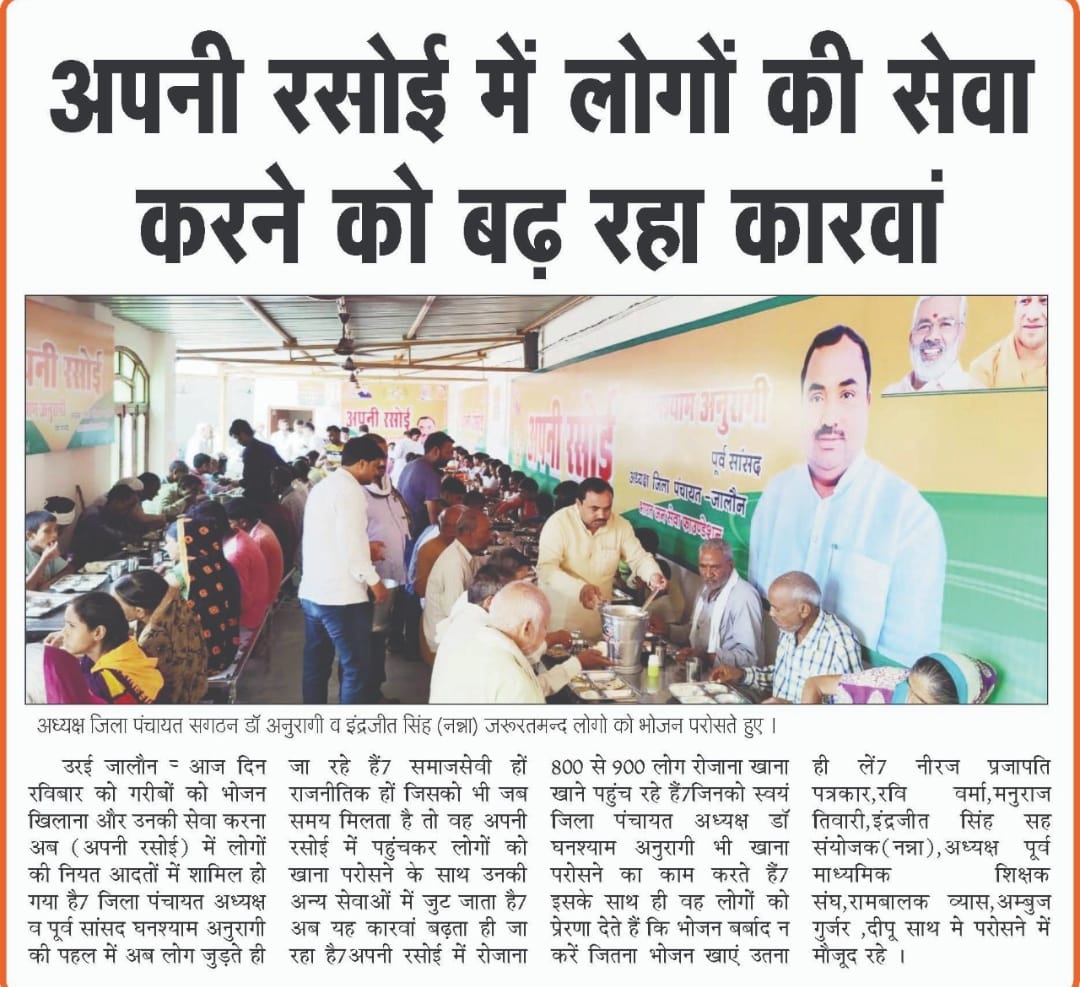 अपनी रसोई में लोगों की सेवा
करने को बढ़ रहा कारवां
नी रसोई
अपनी रसोई
अपनी रसोई
श्याम अनुरागी
पूर्व सांसद
अध्यक्ष जिला पंचायत -जालौन
भारत जन सेवा फाउण्डेशन
अध्यक्ष जिला पंचायत सगठन डॉ अनुरागी व इंद्रजीत सिंह (नन्ना) जरूरतमन्द लोगो को भोजन परोसते हुए ।
उरई जालौन = आज दिन
रविबार को गरीबों को भोजन
खिलाना और उनकी सेवा करना
अब (अपनी रसोई) में लोगों
की नियत आदतों में शामिल हो
गया है7 जिला पंचायत अध्यक्ष
व पूर्व सांसद घनश्याम अनुरागी
की पहल में अब लोग जुड़ते ही
जा रहे हैं7 समाजसेवी हों
राजनीतिक हों जिसको भी जब
समय मिलता है तो वह अपनी
रसोई में पहुंचकर लोगों को
खाना परोसने के साथ उनकी
अन्य सेवाओं में जुट जाता है7
अब यह कारवां बढ़ता ही जा
रहा है7अपनी रसोई में रोजाना
800 से 900 लोग रोजाना खाना
खाने पहुंच रहे हैं7जिनको स्वयं
जिला पंचायत अध्यक्ष डॉ
घनश्याम अनुरागी भी खाना
परोसने का काम करते हैं7
इसके साथ ही वह लोगों को
प्रेरणा देते हैं कि भोजन बर्बाद न
करें जितना भोजन खाएं उतना
ही लें7 नीरज प्रजापति
पत्रकार,रवि वर्मा,मनुराज
तिवारी,इंद्रजीत सिंह सह
संयोजक(नन्ना),अध्यक्ष पूर्व
माध्यमिक शिक्षक
संघ,रामबालक व्यास,अम्बुज
गुर्जर ,दीपू साथ मे परोसने में
मौजूद रहे ।